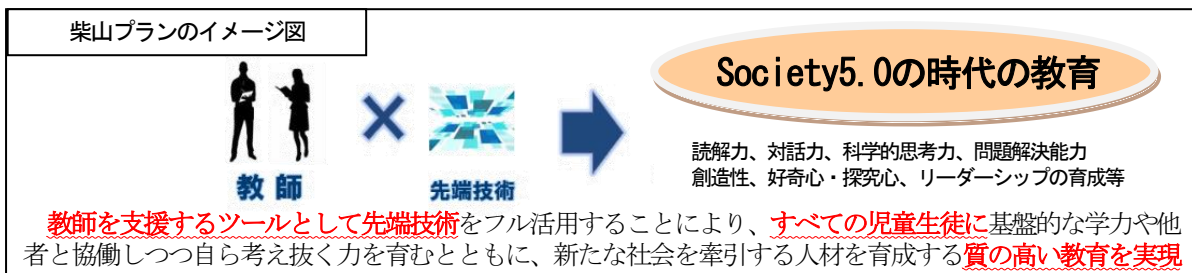 柴山プランのイメージ図
Society5.0の時代の教育
教師
×
先端技術
読解力、対話力、科学的思考力、問題解決能力
創造性、好奇心・探究心、リーダーシップの育成等
教師を支援するツールとして先端技術をフル活用することにより、すべての児童生徒に基盤的な学力や他
者と協働しつつ自ら考え抜く力を育むとともに、新たな社会を牽引する人材を育成する質の高い教育を実現